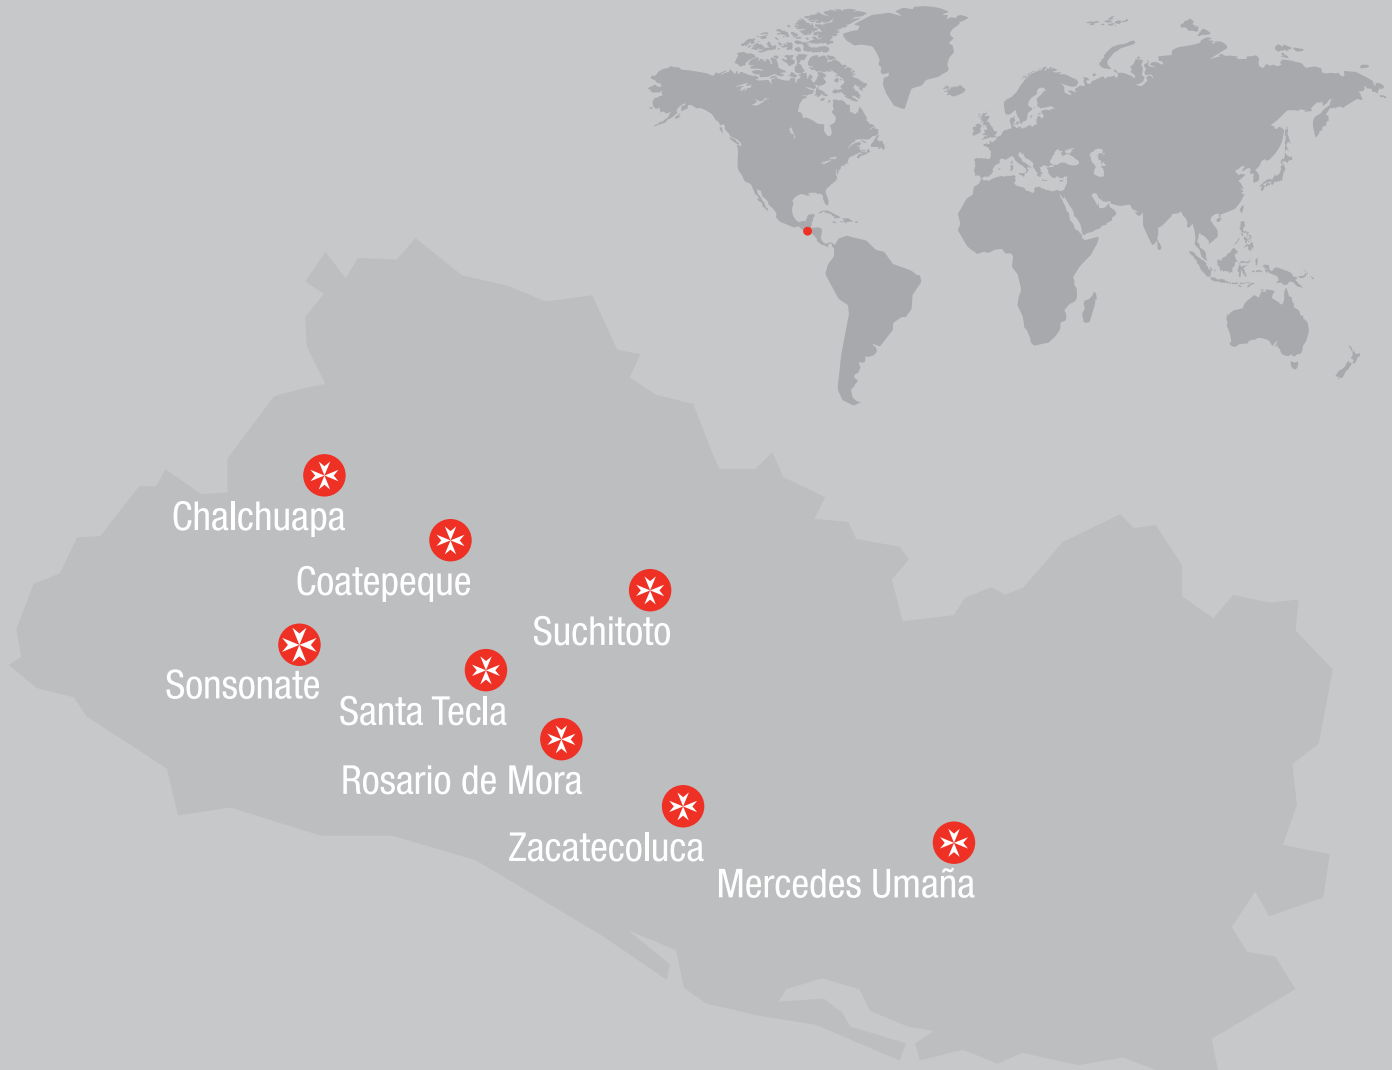 Chalchuapa
Coatepeque
Suchitoto
Sonsonate
Santa Tecla
Rosario de Mora
Zacatecoluca
Mercedes Umaña